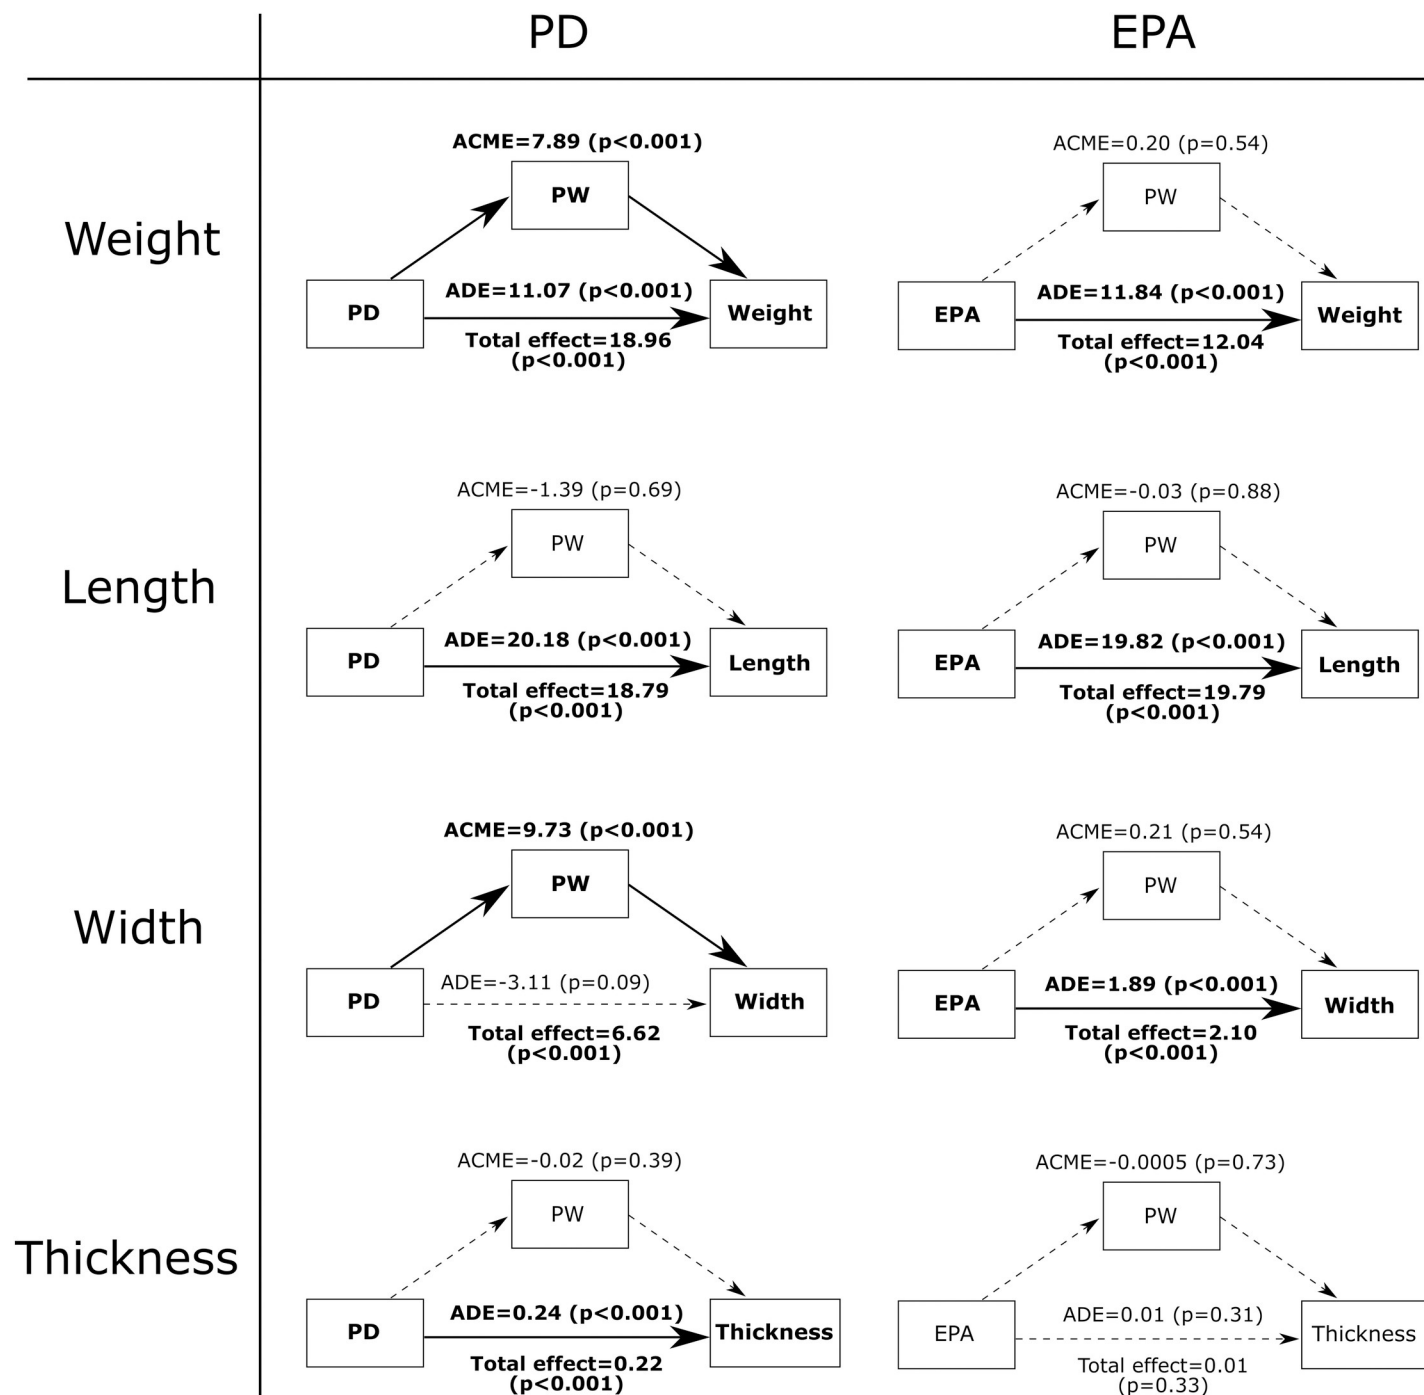 PD
EPA
Weight
ACME=7.89 (p<0.001)
PW
PD
ADE=11.07 (p<0.001)
Weight
Total effect=18.96
(p<0.001)
ACME=0.20 (p=0.54)
PW
EPA
ADE=11.84 (p<0.001)
Weight
Total effect=12.04
(p<0.001)
Length
ACME=-1.39 (p=0.69)
PW
PD
ADE=20.18 (p<0.001)
Length
Total effect=18.79
(p<0.001)
ACME=-0.03 (p=0.88)
PW
EPA
ADE=19.82 (p<0.001)
Length
Total effect=19.79
(p<0.001)
Width
ACME=9.73 (p<0.001)
PW
PD
ADE=-3.11 (p=0.09)
Width
Total effect=6.62
(p<0.001)
ACME=0.21 (p=0.54)
PW
EPA
ADE=1.89 (p<0.001)
Width
Total effect=2.10
(p<0.001)
Thickness
ACME=-0.02 (p=0.39)
PW
PD
ADE=0.24 (p<0.001)
Thickness
Total effect=0.22
(p<0.001)
ACME=-0.0005 (p=0.73)
PW
EPA
ADE=0.01 (p=0.31)
Thickness
Total effect=0.01
(p=0.33)